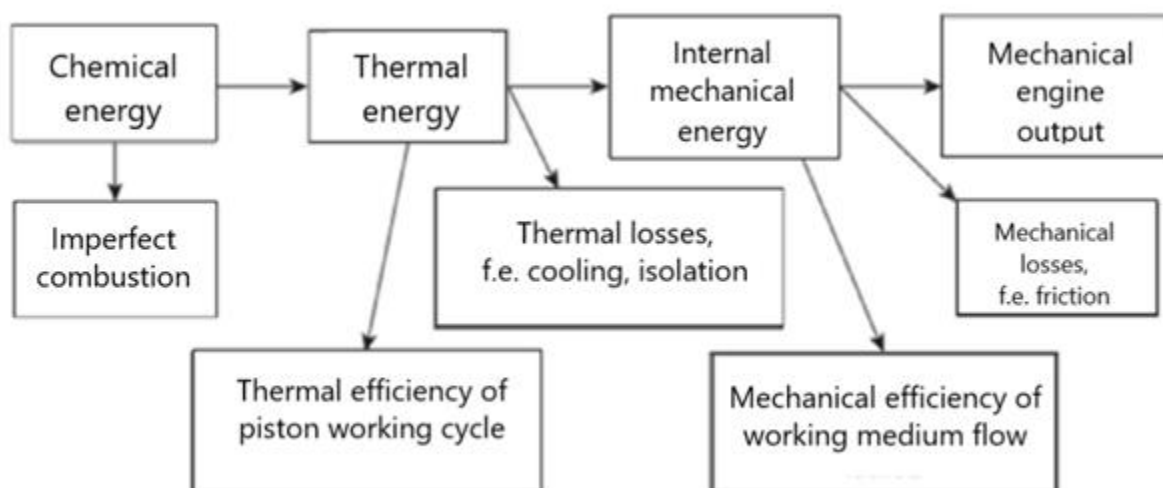 Chemical
energy
Thermal
energy
Internal
mechanical
energy
Mechanical
engine
output
Imperfect
combustion
Thermal losses,
f.e. cooling, isolation
Mechanical
losses,
f.e. friction
Thermal efficiency of
piston working cycle
Mechanical efficiency of
working medium flow